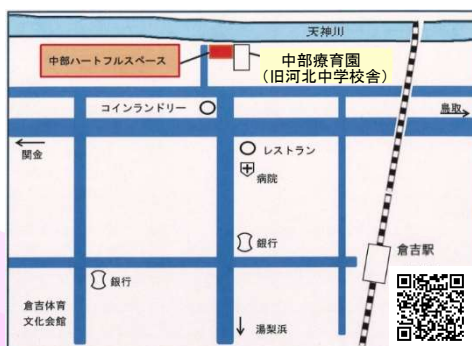 天神川
中部ハートフルスペース
中部療育園
（旧河北中学校舎）
コインランドリー
鳥取
関金
レストラン
病院
銀行
倉吉駅
銀行
倉吉体育
文化会館
湯梨浜